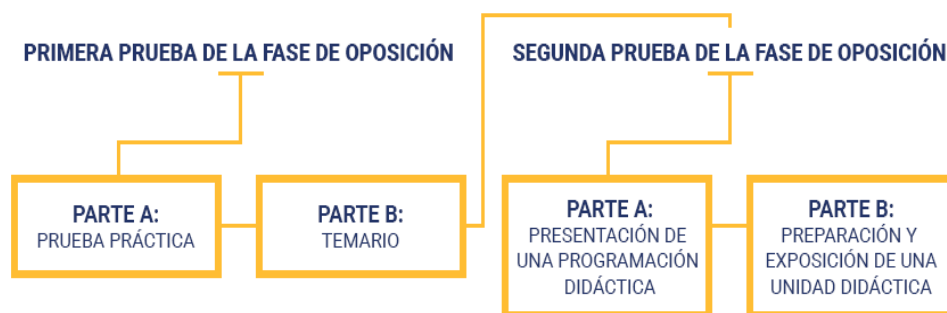 PRIMERA PRUEBA DE LA FASE DE OPOSICIÓN
SEGUNDA PRUEBA DE LA FASE DE OPOSICIÓN
PARTE A:
PRUEBA PRÁCTICA
PARTE B:
TEMARIO
PARTE A:
PRESENTACIÓN DE
UNA PROGRAMACIÓN
DIDÁCTICA
PARTE B:
PREPARACIÓN Y
EXPOSICIÓN DE UNA
UNIDAD DIDÁCTICA